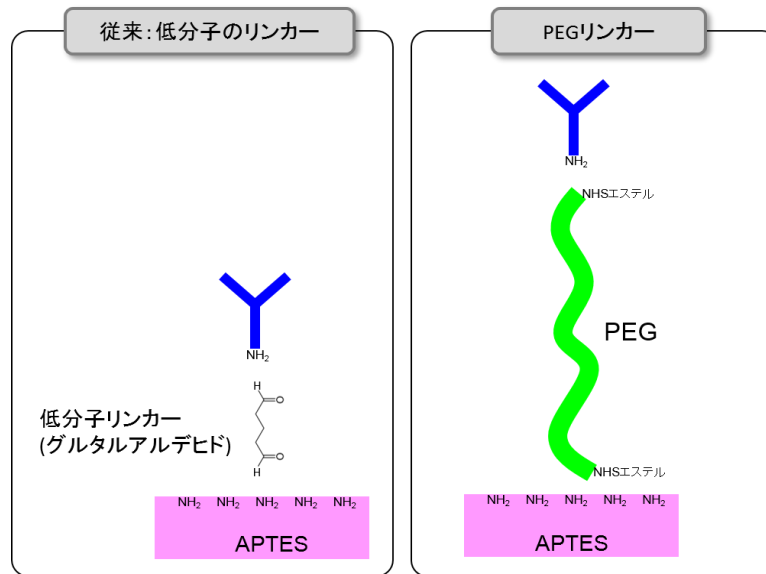 従来：低分子のリンカー
NH2
H
O
低分子リンカー
(グルタルアルデヒド)
O
H
NH2 NH2 NH2 NH2 NH2
APTES
PEGリンカー
NH2
NHSエステル
PEG
NHSエステル
NH2 NH2 NH2 NH2 NH2
APTES